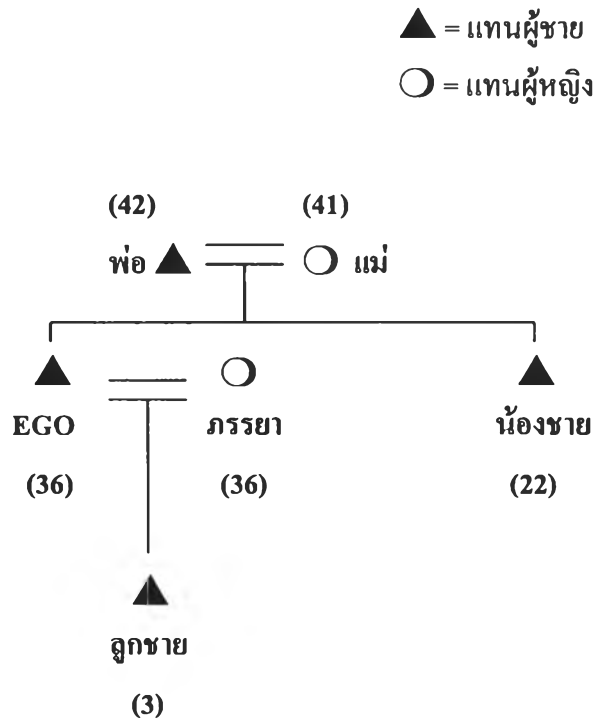 = แทนผู้ชาย
= แทนผู้หญิง
(42) (41)
พ่อ แม่
EGO ภรรยา น้องชาย
(36) (36) (22)
ลูกชาย
(3)